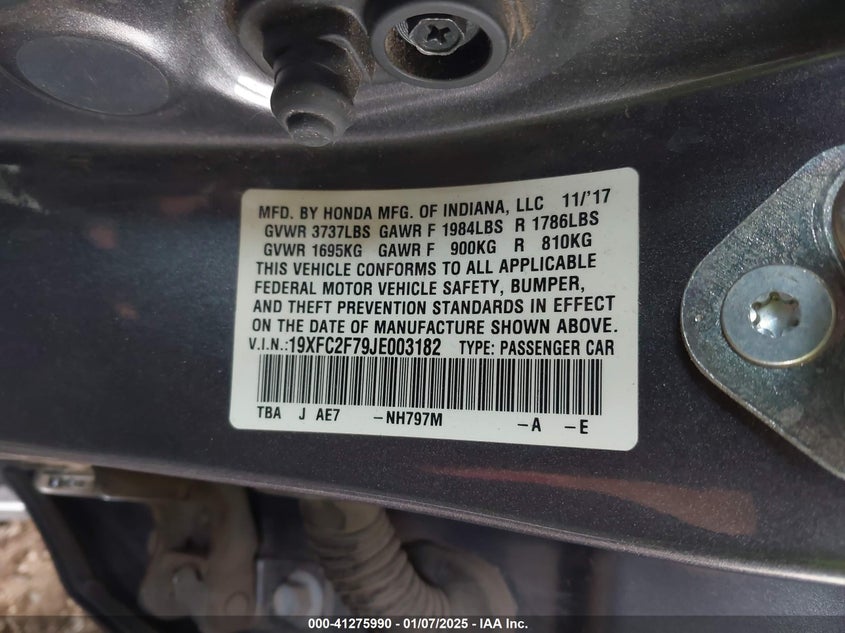 MFD. BY HONDA MFG. OF INDIANA, LLC 11/'17
GVWR 3737LBS GAWR F 1984LBS R 1786LBS
GVWR 1695KG GAWR F 900KG R 810KG
THIS VEHICLE CONFORMS TO ALL APPLICABLE
FEDERAL MOTOR VEHICLE SAFETY, BUMPER,
AND THEFT PREVENTION STANDARDS IN EFFECT
ON THE DATE OF MANUFACTURE SHOWN ABOVE.
V.I.N.:19XFC2F79JE003182 TYPE: PASSENGER CAR
TBA J AE7 –NH797M –A –E
000-41275990 - 01/07/2025 - IAA Inc.